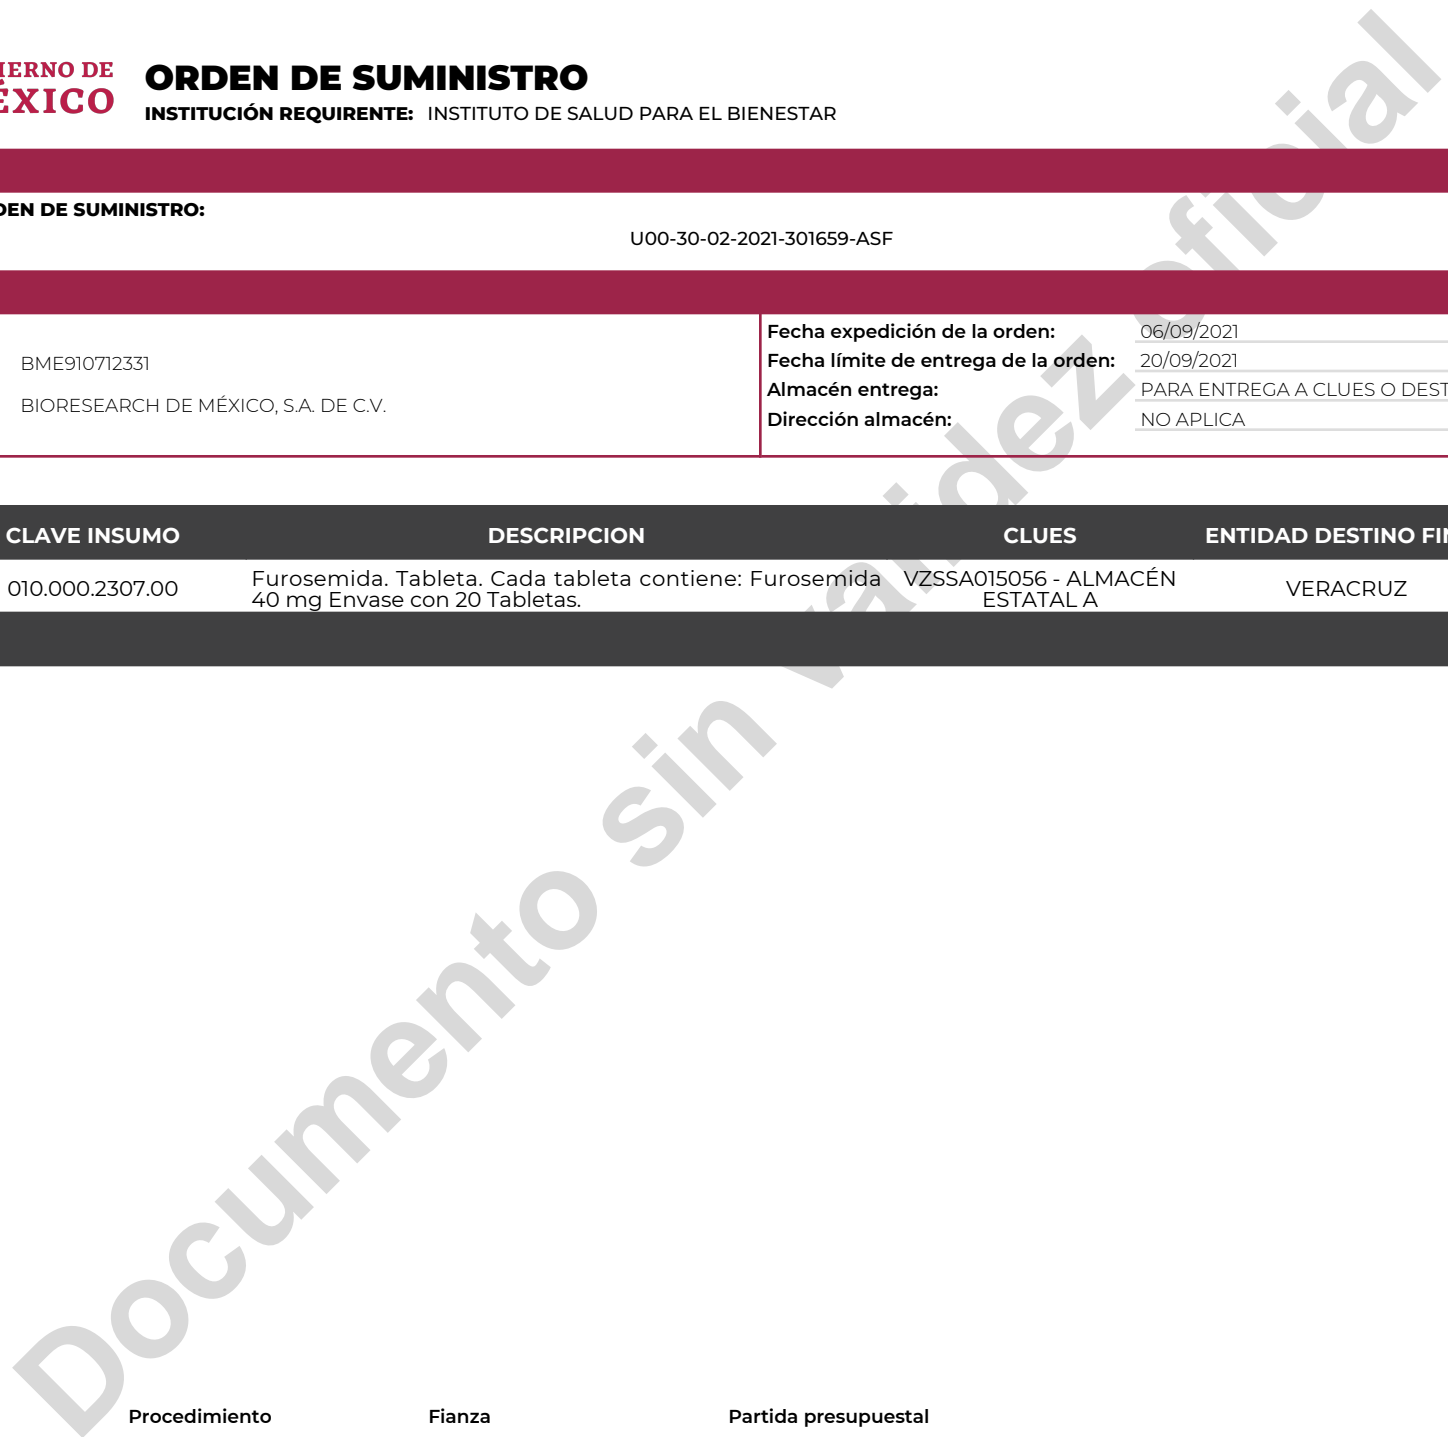 IERNO DE
ÉXICO
ORDEN DE SUMINISTRO
INSTITUCIÓN REQUIRENTE: INSTITUTO DE SALUD PARA EL BIENESTAR
DEN DE SUMINISTRO:
U00-30-02-2021-301659-ASF
BME910712331
BIORESEARCH DE MÉXICO, S.A. DE C.V.
Fecha expedición de la orden: 06/09/2021
Fecha límite de entrega de la orden: 20/09/2021
Almacén entrega: PARA ENTREGA A CLUES O DEST
Dirección almacén: NO APLICA
CLAVE INSUMO DESCRIPCION CLUES ENTIDAD DESTINO FIN
010.000.2307.00
Furosemida. Tableta. Cada tableta contiene: Furosemida
40 mg Envase con 20 Tabletas.
VZSSA015056 - ALMACÉN
ESTATAL A
VERACRUZ
Documento sin validez oficial
Procedimiento Fianza Partida presupuestal